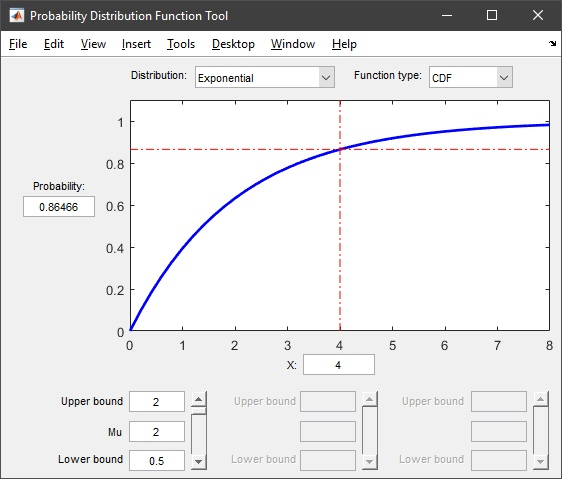 Probability Distribution Function Tool
File Edit View Insert Tools Desktop Window Help
Distribution: Exponential Function type: CDF
1
0.8
Probability:
0.86466
0.6
0.4
0.2
0
0 1 2 3 4 5 6 7 8
X: 4
Upper bound 2 Upper bound Upper bound
Mu 2
Lower bound 0.5 Lower bound Lower bound